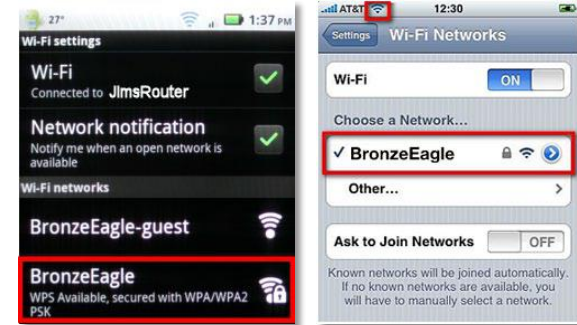 27°
1:37 PM
Wi-Fi settings
Wi-Fi
Connected to JimsRouter
Network notification
Notify me when an open network is
available
Wi-Fi networks
BronzeEagle-guest
BronzeEagle
WPS Available, secured with WPA/WPA2
PSK
AT&T
12:30
Settings
Wi-Fi Networks
Wi-Fi
ON
Choose a Network...
BronzeEagle
Other...
Ask to Join Networks
OFF
Known networks will be joined automatically.
If no known networks are available, you
will have to manually select a network.